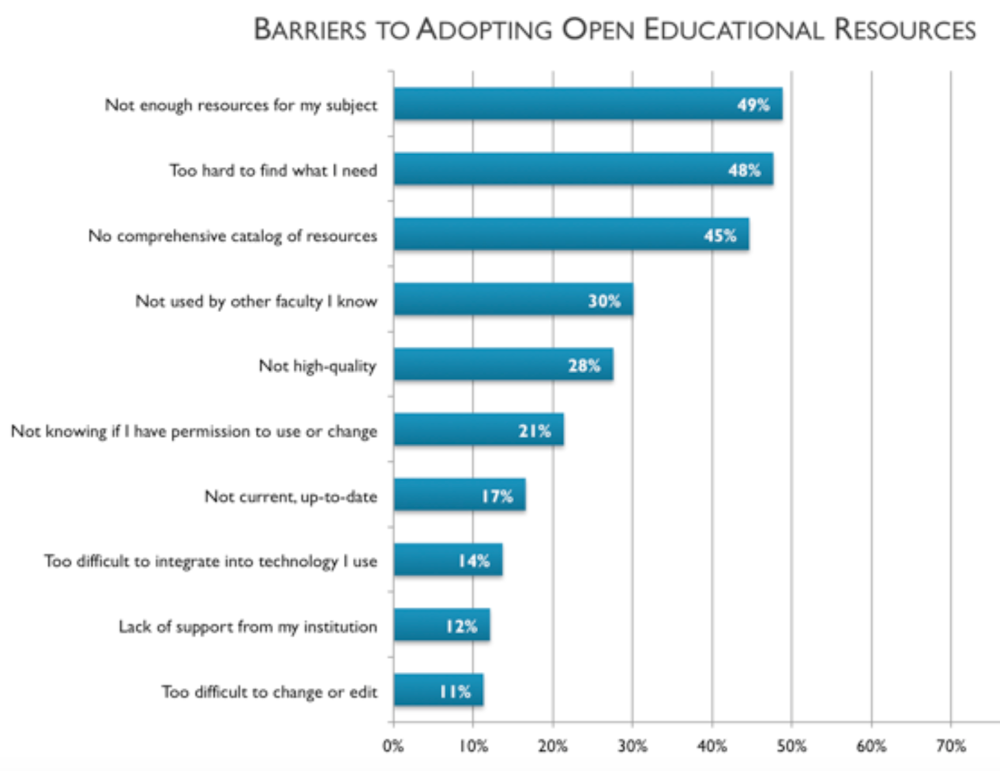 BARRIERS TO ADOPTING OPEN EDUCATIONAL RESOURCES
Not enough resources for my subject 49%
Too hard to find what I need 48%
No comprehensive catalog of resources 45%
Not used by other faculty I know 30%
Not high-quality 28%
Not knowing if I have permission to use or change 21%
Not current, up-to-date 17%
Too difficult to integrate into technology I use 14%
Lack of support from my institution 12%
Too difficult to change or edit 11%
0% 10% 20% 30% 40% 50% 60% 70%